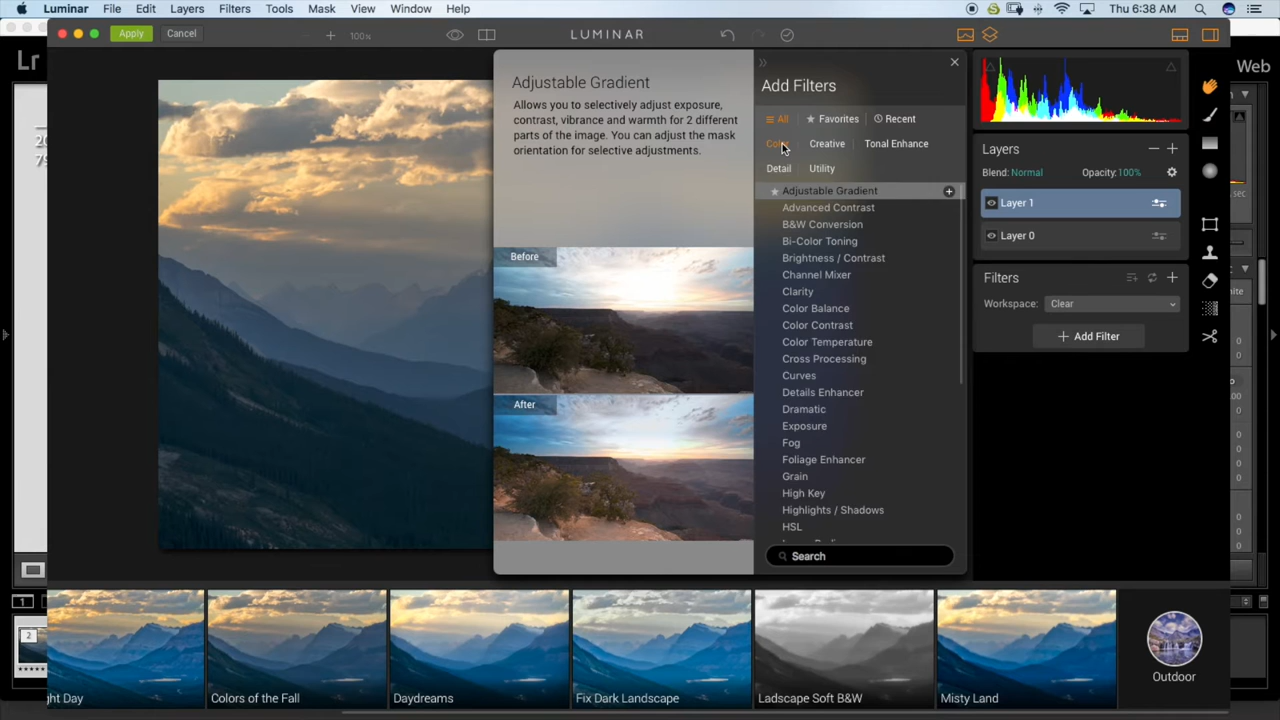 Luminar File Edit Layers Filters Tools Mask View Window Help Thu 6:38 AM
Apply Cancel 100% LUMINAR
Lr
Web
Adjustable Gradient
Allows you to selectively adjust exposure,
contrast, vibrance and warmth for 2 different
parts of the image. You can adjust the mask
orientation for selective adjustments.
Before
After
Add Filters
All Favorites Recent
Color Creative Tonal Enhance
Detail Utility
Adjustable Gradient
Advanced Contrast
B&W Conversion
Bi-Color Toning
Brightness / Contrast
Channel Mixer
Clarity
Color Balance
Color Contrast
Color Temperature
Cross Processing
Curves
Details Enhancer
Dramatic
Exposure
Fog
Foliage Enhancer
Grain
High Key
Highlights / Shadows
HSL
Search
Layers
Blend: Normal Opacity: 100%
Layer 1
Layer 0
Filters
Workspace: Clear
Add Filter
1
2
ght Day
Colors of the Fall
Daydreams
Fix Dark Landscape
Ladscape Soft B&W
Misty Land
Outdoor